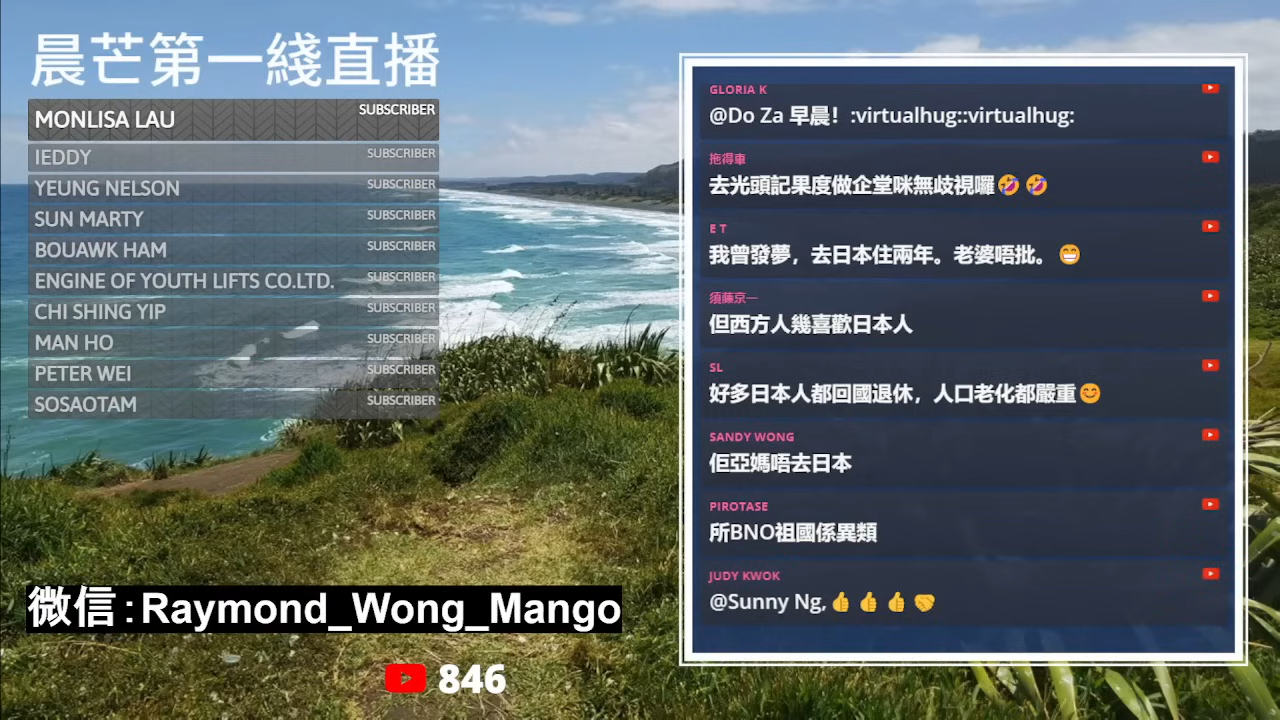 晨芒第一綫直播
MONLISA LAU SUBSCRIBER
IEDDY SUBSCRIBER
YEUNG NELSON SUBSCRIBER
SUN MARTY SUBSCRIBER
BOUAWK HAM SUBSCRIBER
ENGINE OF YOUTH LIFTS CO.LTD. SUBSCRIBER
CHI SHING YIP SUBSCRIBER
MAN HO SUBSCRIBER
PETER WEI SUBSCRIBER
SOSAOTAM SUBSCRIBER
微信:Raymond_Wong_Mango
846
GLORIA K
@Do Za 早晨！:virtualhug::virtualhug:
拖得車
去光頭記果度做企堂咪無歧視囉🤣🤣
E T
我曾發夢，去日本住兩年。老婆唔批。😁
須藤京一
但西方人幾喜歡日本人
SL
好多日本人都回國退休，人口老化都嚴重😊
SANDY WONG
佢亞媽唔去日本
PIROTASE
所BNO祖國係異類
JUDY KWOK
@Sunny Ng,👍👍👍🤝